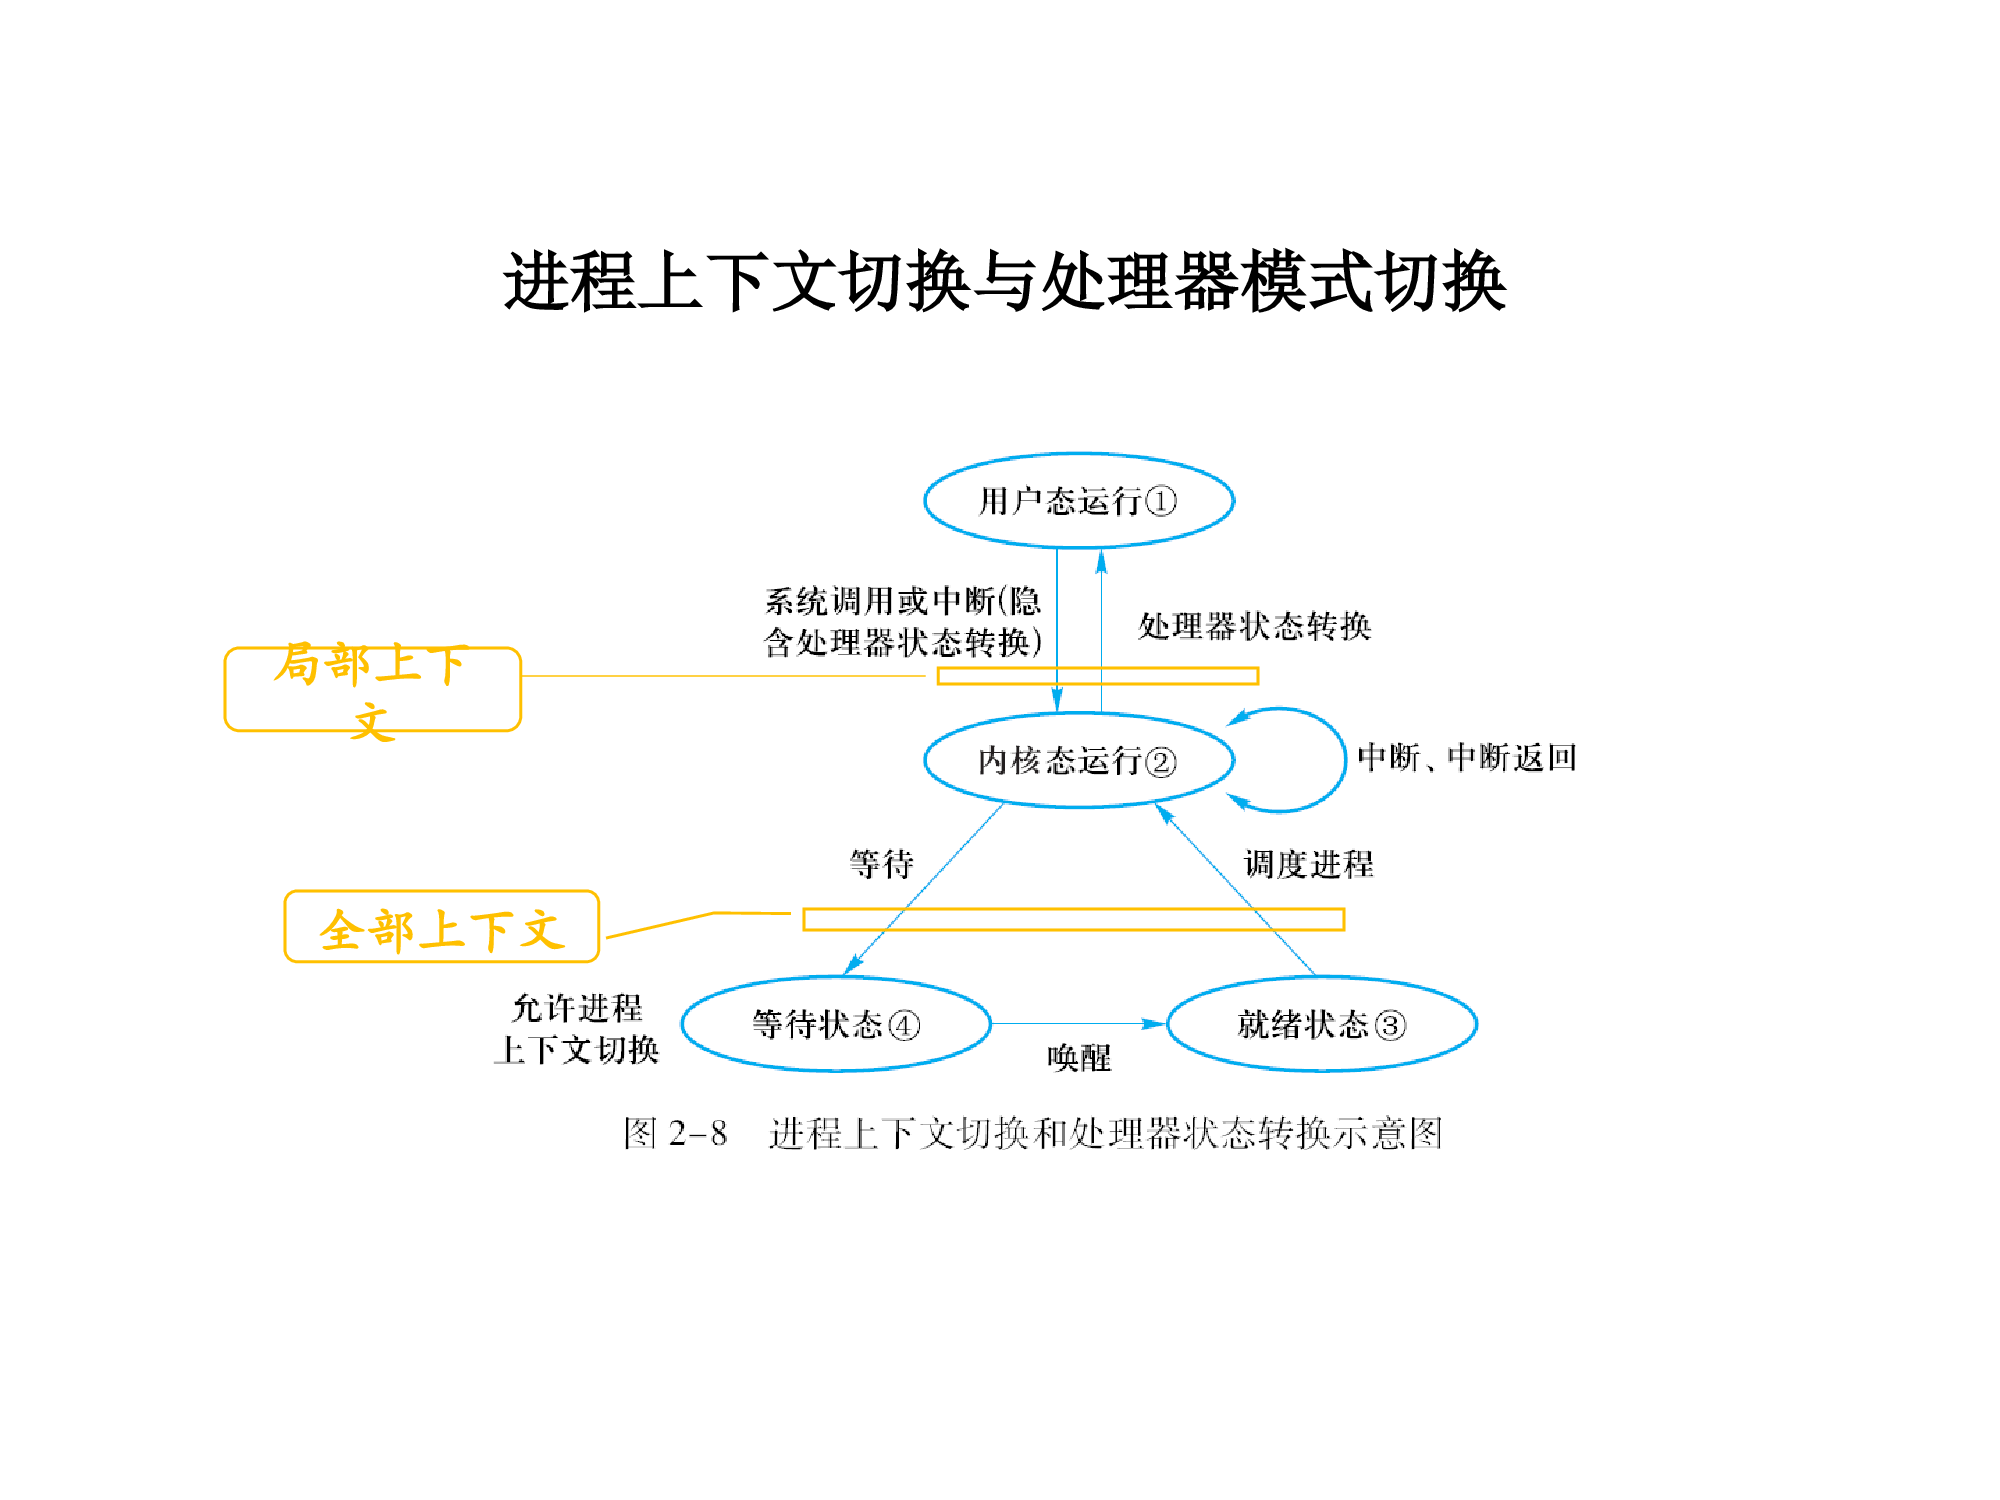 进程上下文切换与处理器模式切换
用户态运行①
系统调用或中断(隐
含处理器状态转换)
处理器状态转换
局部上下
文
内核态运行②
中断、中断返回
等待
调度进程
全部上下文
允许进程
上下文切换
等待状态④
唤醒
就绪状态③
图 2-8 进程上下文切换和处理器状态转换示意图